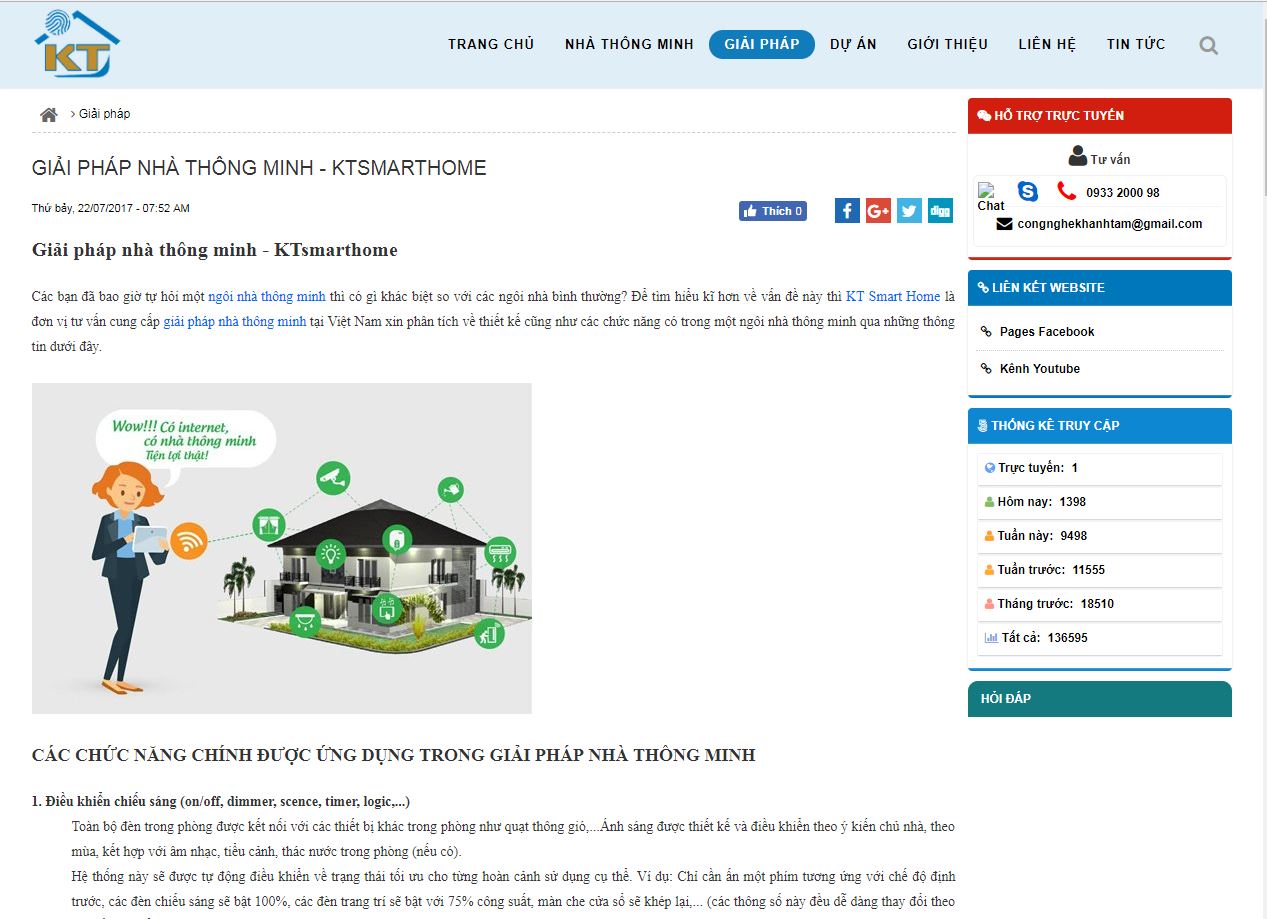 KT
TRANG CHỦ
NHÀ THÔNG MINH
GIẢI PHÁP
DỰ ÁN
GIỚI THIỆU
LIÊN HỆ
TIN TỨC
› Giải pháp
GIẢI PHÁP NHÀ THÔNG MINH - KTSMARTHOME
Thứ bảy, 22/07/2017 - 07:52 AM
Thích 0
f
G+
digg
Giải pháp nhà thông minh - KTsmarthome
Các bạn đã bao giờ tự hỏi một ngôi nhà thông minh thì có gì khác biệt so với các ngôi nhà bình thường? Để tìm hiểu kĩ hơn về vấn đề này thì KT Smart Home là
đơn vị tư vấn cung cấp giải pháp nhà thông minh tại Việt Nam xin phân tích về thiết kế cũng như các chức năng có trong một ngôi nhà thông minh qua những thông
tin dưới đây.
Wow!!! Có internet,
có nhà thông minh
Tiện lợi thật!
CÁC CHỨC NĂNG CHÍNH ĐƯỢC ỨNG DỤNG TRONG GIẢI PHÁP NHÀ THÔNG MINH
1. Điều khiển chiếu sáng (on/off, dimmer, scence, timer, logic,...)
Toàn bộ đèn trong phòng được kết nối với các thiết bị khác trong phòng như quạt thông gió,...Ánh sáng được thiết kế và điều khiển theo ý kiến chủ nhà, theo
mùa, kết hợp với âm nhạc, tiểu cảnh, thác nước trong phòng (nếu có).
Hệ thống này sẽ được tự động điều khiển về trạng thái tối ưu cho từng hoàn cảnh sử dụng cụ thể. Ví dụ: Chỉ cần ấn một phím tương ứng với chế độ định
trước, các đèn chiếu sáng sẽ bật 100%, các đèn trang trí sẽ bật với 75% công suất, màn che cửa sổ sẽ khép lại,... (các thông số này đều dễ dàng thay đổi theo
HỖ TRỢ TRỰC TUYẾN
Tư vấn
Chat
S
0933 2000 98
congnghekhanhtam@gmail.com
LIÊN KẾT WEBSITE
Pages Facebook
Kênh Youtube
THỐNG KÊ TRUY CẬP
Trực tuyến: 1
Hôm nay: 1398
Tuần này: 9498
Tuần trước: 11555
Tháng trước: 18510
Tất cả: 136595
HỎI ĐÁP